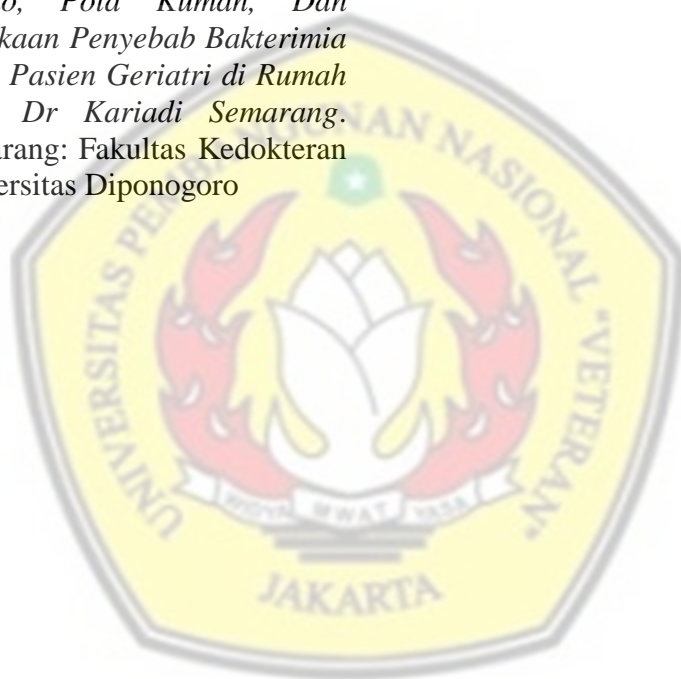 o, Pola Kuman, Dan
kaan Penyebab Bakterimia
Pasien Geriatri di Rumah
Dr Kariadi Semarang.
arang: Fakultas Kedokteran
ersitas Diponogoro
UNIVERSITAS PEMBANGUNAN NASIONAL "VETERAN"
WIDYA MWAT YASA
JAKARTA